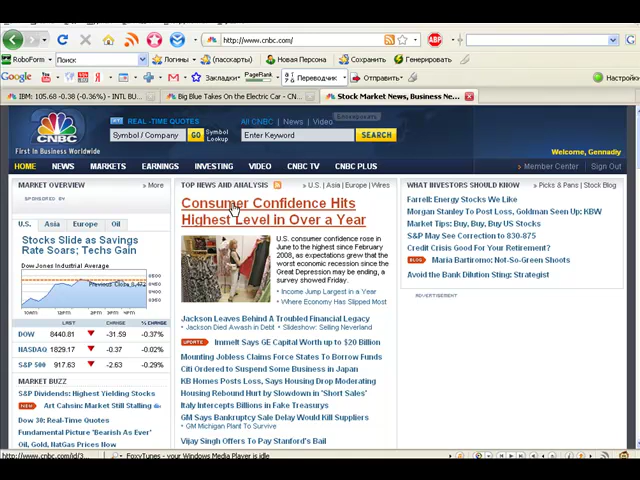 http://www.cnbc.com/
RoboForm
Поиск
Логины
(пасскарты)
Новая Персона
Сохранить
Генерировать
Google
Закладки
PageRank
Переводчик
Отправить
Настройки
IBM: 105.68 -0.38 (-0.36%) - INTL BU...
Big Blue Takes On the Electric Car - CN...
Stock Market News, Business Ne...
CNBC
First in Business Worldwide
REAL-TIME QUOTES
Symbol / Company
GO
Symbol
Lookup
All CNBC | News | Video
Enter Keyword
SEARCH
Welcome, Gennadiy
HOME NEWS MARKETS EARNINGS INVESTING VIDEO CNBC TV CNBC PLUS
Member Center | Sign Out
MARKET OVERVIEW
More
SPONSORED BY
U.S. Asia Europe Oil
Stocks Slide as Savings
Rate Soars; Techs Gain
Dow Jones Industrial Average
LAST CHANGE % CHANGE
DOW 8440.81 -31.59 -0.37%
NASDAQ 1829.17 -0.37 -0.02%
S&P 500 917.63 -2.63 -0.29%
MARKET BUZZ
S&P Dividends: Highest Yielding Stocks
NEW Art Cahsin: Market Still Stalling
Dow 30: Real-Time Quotes
Fundamental Picture 'Bearish As Ever'
Oil, Gold, NatGas Prices Now
TOP NEWS AND ANALYSIS
U.S. | Asia | Europe | Wires
Consumer Confidence Hits
Highest Level in Over a Year
U.S. consumer confidence rose in
June to the highest since February
2008, as expectations grew that the
worst economic recession since the
Great Depression may be ending, a
survey showed Friday.
Income Jump Largest in a Year
Where Economy Has Slipped Most
Jackson Leaves Behind A Troubled Financial Legacy
Jackson Died Awash in Debt
Slideshow: Selling Neverland
UPDATE Immelt Says GE Capital Worth up to $20 Billion
Mounting Jobless Claims Force States To Borrow Funds
Citi Ordered to Suspend Some Business in Japan
KB Homes Posts Loss, Says Housing Drop Moderating
Housing Rebound Hurt by Slowdown in 'Short Sales'
Italy Intercepts Billions in Fake Treasurys
GM Says Bankruptcy Sale Delay Would Kill Suppliers
GM Michigan Plant To Survive
Vijay Singh Offers To Pay Stanford's Bail
WHAT INVESTORS SHOULD KNOW
Picks & Pans | Stock Blog
Farrell: Energy Stocks We Like
Morgan Stanley To Post Loss, Goldman Seen Up: KBW
Market Tips: Buy, Buy, Buy US Stocks
S&P May See Correction to 830-875
Credit Crisis Good For Your Retirement?
BLOG Maria Bartiromo: Not-So-Green Shoots
Avoid the Bank Dilution Sting: Strategist
ADVERTISEMENT
http://www.cnbc.com/id/3...
FoxyTunes - your Windows Media Player is idle